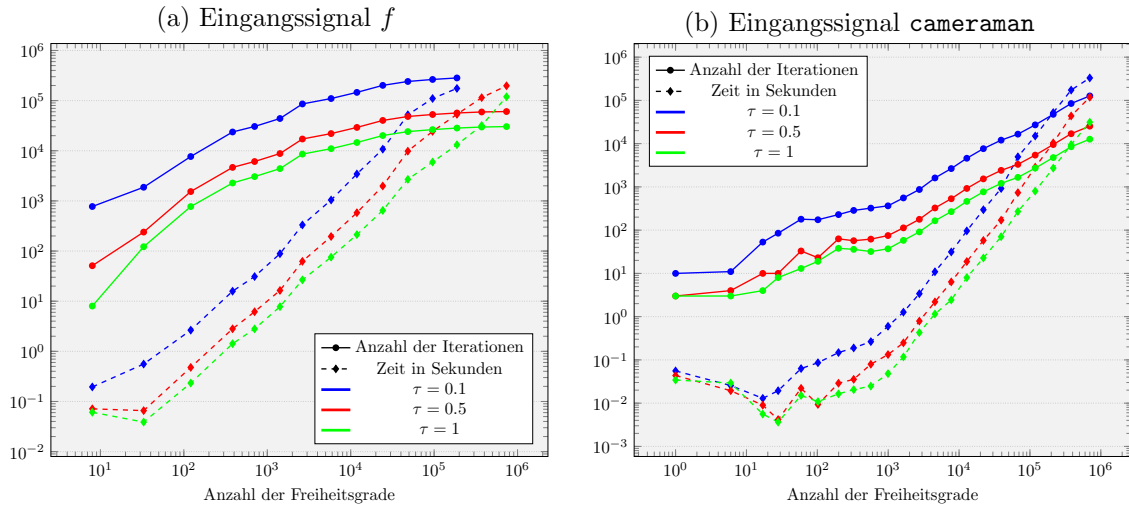 (a) Eingangssignal f
10^6
10^5
10^4
10^3
10^2
10^1
10^0
10^−1
10^−2
Anzahl der Iterationen
Zeit in Sekunden
τ = 0.1
τ = 0.5
τ = 1
10^1 10^2 10^3 10^4 10^5 10^6
Anzahl der Freiheitsgrade
(b) Eingangssignal cameraman
10^6
10^5
10^4
10^3
10^2
10^1
10^0
10^−1
10^−2
10^−3
Anzahl der Iterationen
Zeit in Sekunden
τ = 0.1
τ = 0.5
τ = 1
10^0 10^1 10^2 10^3 10^4 10^5 10^6
Anzahl der Freiheitsgrade